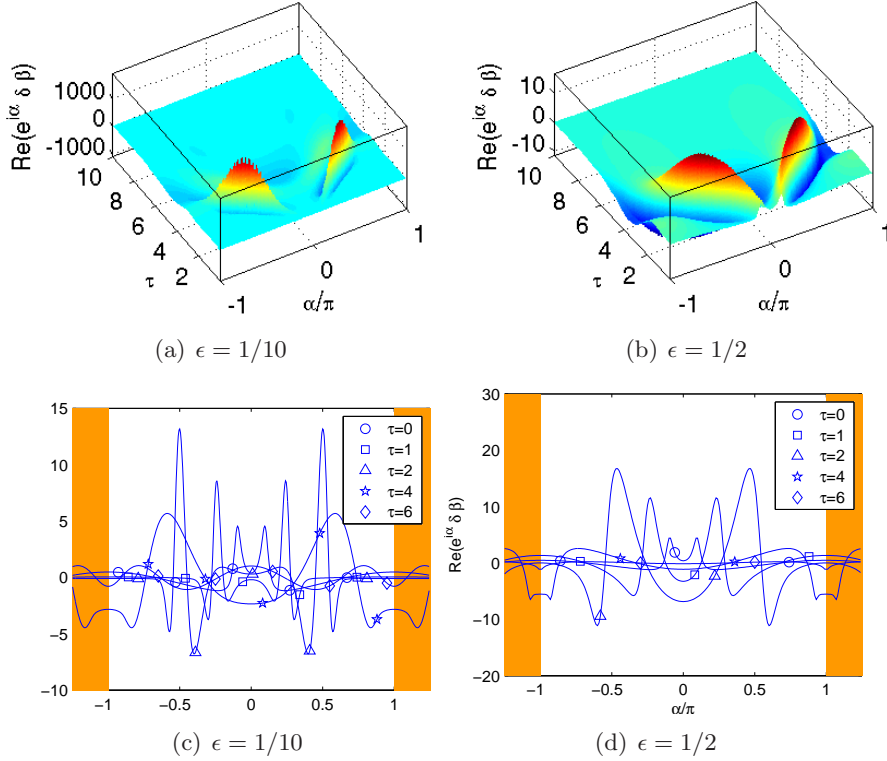 Re(e^{iα} δ β)
1000
0
-1000
10
8
6
4
2
τ
-1
0
1
α/π
(a) ϵ = 1/10
Re(e^{iα} δ β)
10
0
-10
10
8
6
4
2
τ
-1
0
1
α/π
(b) ϵ = 1/2
15
10
5
0
−5
−10
−1
−0.5
0
0.5
1
τ=0
τ=1
τ=2
τ=4
τ=6
(c) ϵ = 1/10
Re(e^{iα} δ β)
30
20
10
0
−10
−20
−1
−0.5
0
0.5
1
α/π
τ=0
τ=1
τ=2
τ=4
τ=6
(d) ϵ = 1/2